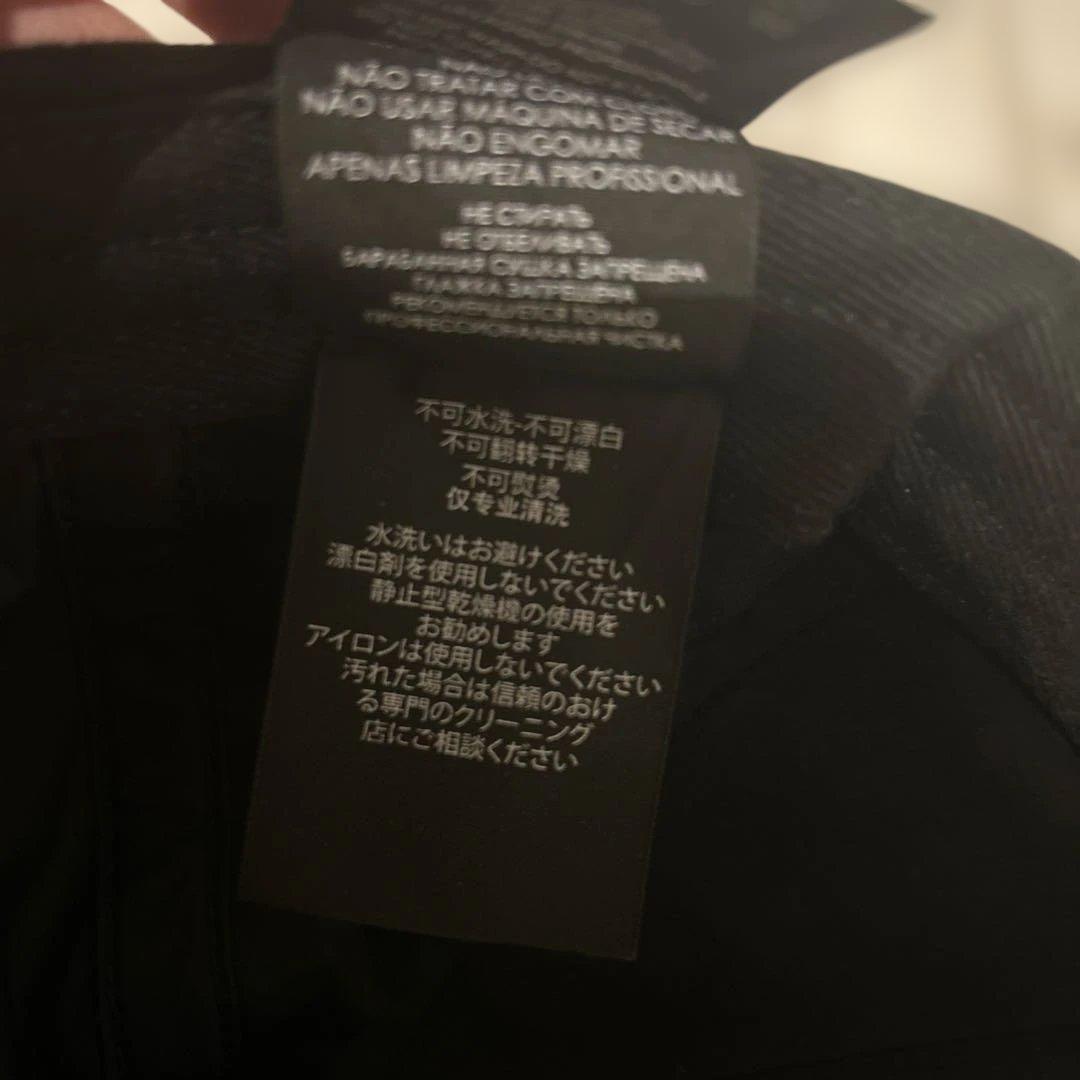 NÃO TRATAR COM
NÃO USAR MÁQUINA DE SECAR
NÃO ENGOMAR
APENAS LIMPEZA PROFISSIONAL
НЕ СТИРАТЬ
НЕ ОТБЕЛИВАТЬ
БАРАБАННАЯ СУШКА ЗАПРЕЩЕНА
ГЛАЖКА ЗАПРЕЩЕНА
РЕКОМЕНДУЕТСЯ ТОЛЬКО
ПРОФЕССИОНАЛЬНАЯ ЧИСТКА
不可水洗-不可漂白
不可翻转干燥
不可熨烫
仅专业清洗
水洗いはお避けください
漂白剤を使用しないでください
静止型乾燥機の使用を
お勧めします
アイロンは使用しないでください
汚れた場合は信頼のおけ
る専門のクリーニング
店にご相談ください